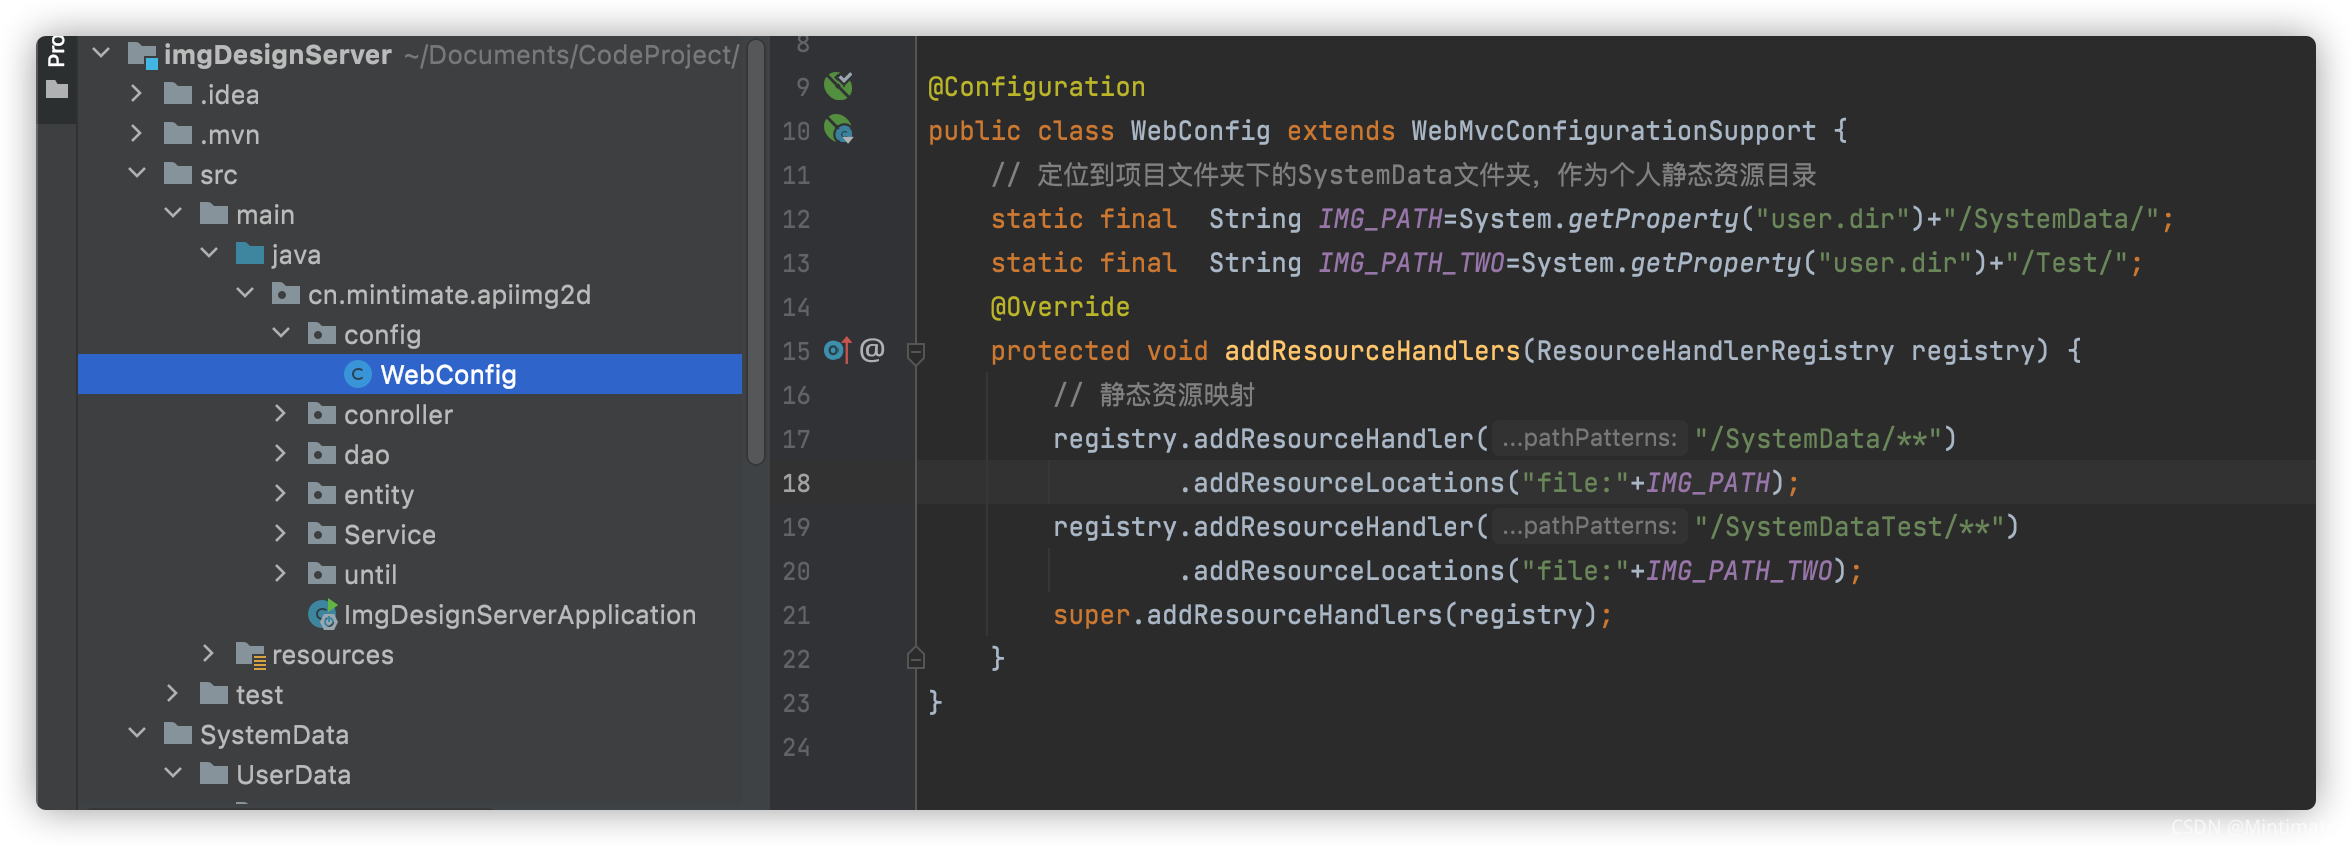 Pro
imgDesignServer ~/Documents/CodeProject/
.idea
.mvn
src
main
java
cn.mintimate.apiimg2d
config
WebConfig
conroller
dao
entity
Service
until
ImgDesignServerApplication
resources
test
SystemData
UserData
8
9 @Configuration
10 public class WebConfig extends WebMvcConfigurationSupport {
11 // 定位到项目文件夹下的SystemData文件夹，作为个人静态资源目录
12 static final  String IMG_PATH=System.getProperty("user.dir")+"/SystemData/";
13 static final  String IMG_PATH_TWO=System.getProperty("user.dir")+"/Test/";
14 @Override
15 @ protected void addResourceHandlers(ResourceHandlerRegistry registry) {
16 // 静态资源映射
17 registry.addResourceHandler( ...pathPatterns: "/SystemData/**")
18 .addResourceLocations("file:"+IMG_PATH);
19 registry.addResourceHandler( ...pathPatterns: "/SystemDataTest/**")
20 .addResourceLocations("file:"+IMG_PATH_TWO);
21 super.addResourceHandlers(registry);
22 }
23 }
24
CSDN @Mintimate